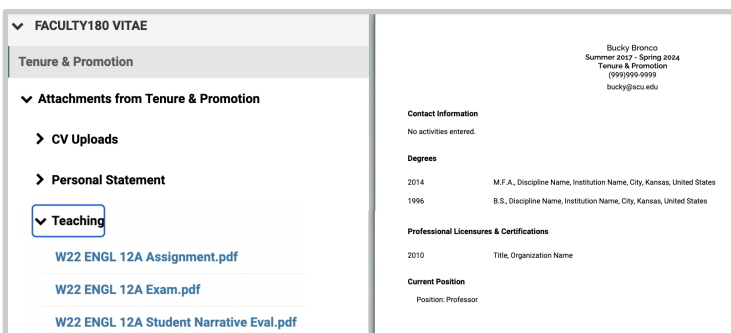 FACULTY180 VITAE
Tenure & Promotion
Attachments from Tenure & Promotion
CV Uploads
Personal Statement
Teaching
W22 ENGL 12A Assignment.pdf
W22 ENGL 12A Exam.pdf
W22 ENGL 12A Student Narrative Eval.pdf
Bucky Bronco
Summer 2017 - Spring 2024
Tenure & Promotion
(999)999-9999
bucky@scu.edu
Contact Information
No activities entered.
Degrees
2014 M.F.A., Discipline Name, Institution Name, City, Kansas, United States
1996 B.S., Discipline Name, Institution Name, City, Kansas, United States
Professional Licensures & Certifications
2010 Title, Organization Name
Current Position
Position: Professor